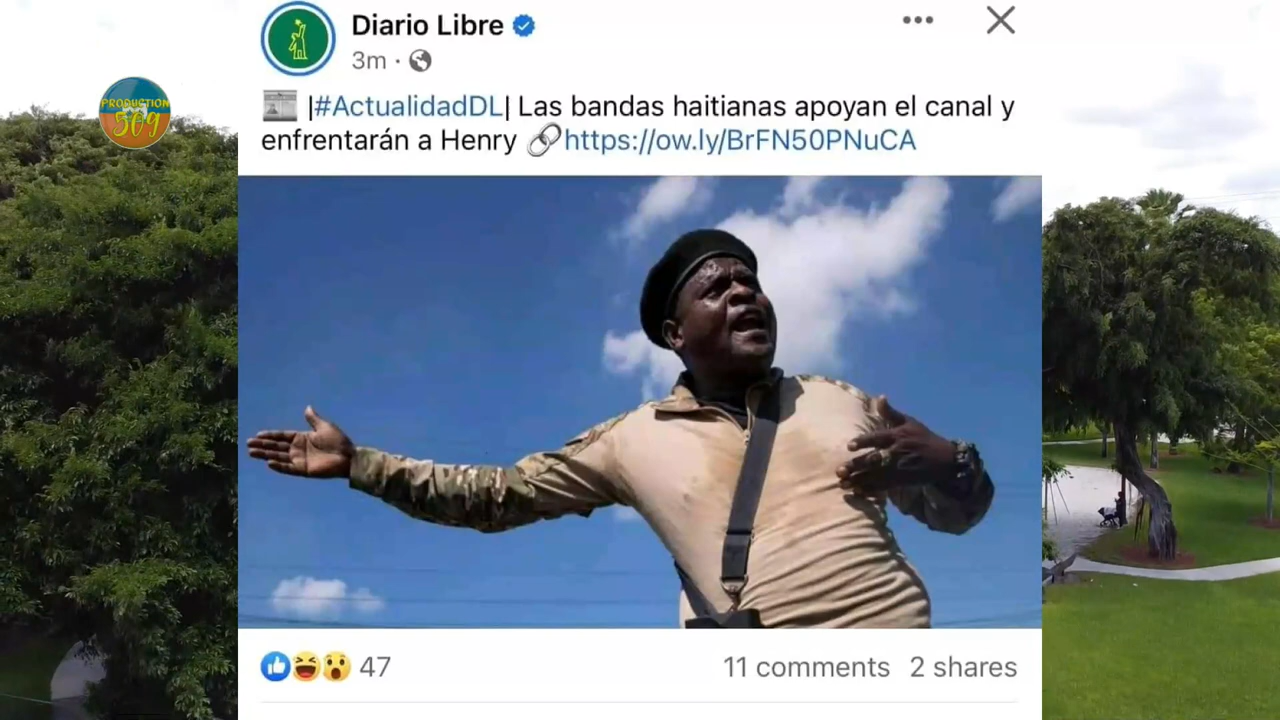 Diario Libre
3m ·
PRODUCTION
509
|#ActualidadDL| Las bandas haitianas apoyan el canal y
enfrentarán a Henry https://ow.ly/BrFN50PNuCA
47
11 comments 2 shares